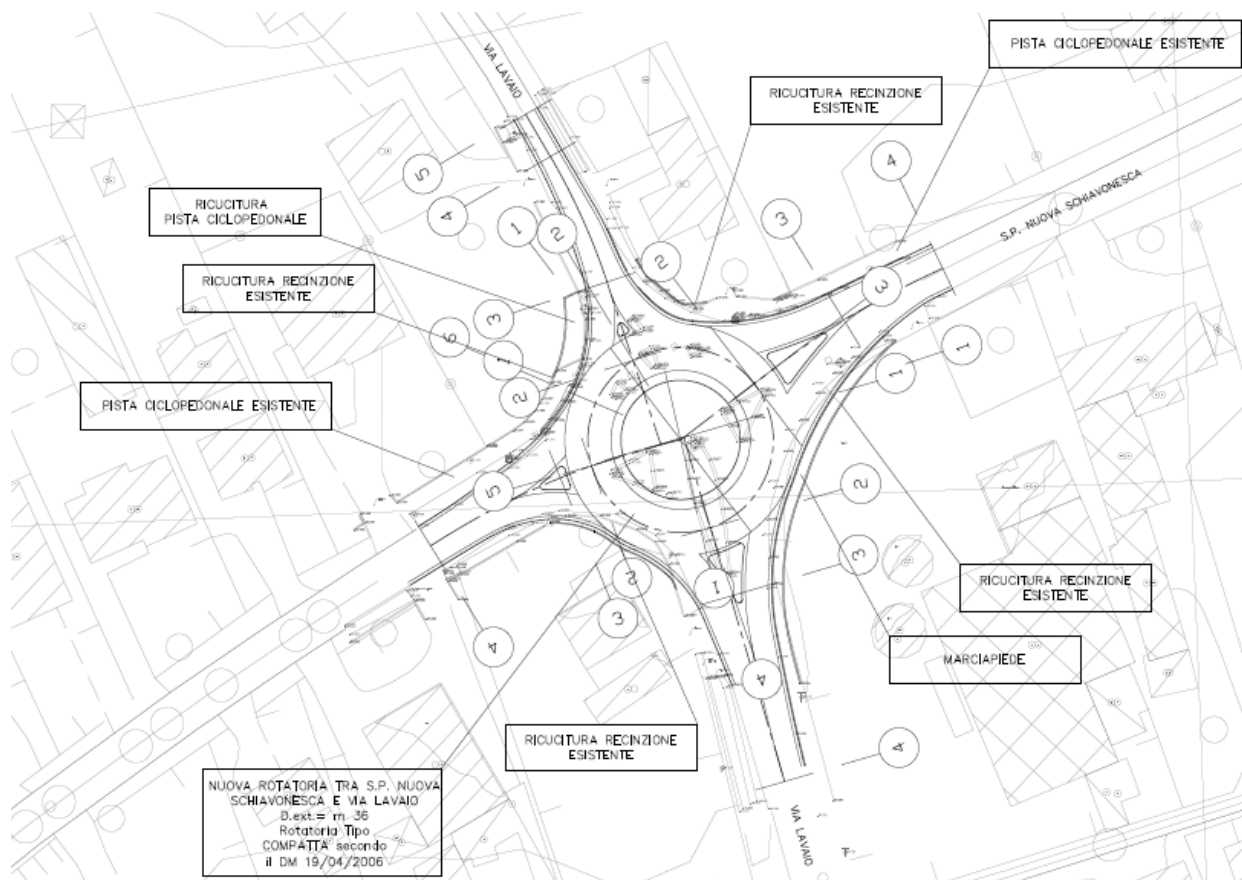 VIA LAVAIO
PISTA CICLOPEDONALE ESISTENTE
RICUCITURA RECINZIONE
ESISTENTE
4
5
3
4
S.P. NUOVA SCHIAVONESCA
RICUCITURA
PISTA CICLOPEDONALE
1
2
2
3
RICUCITURA RECINZIONE
ESISTENTE
3
6
1
1
1
2
PISTA CICLOPEDONALE ESISTENTE
5
2
3
1
2
3
RICUCITURA RECINZIONE
ESISTENTE
4
MARCIAPIEDE
4
RICUCITURA RECINZIONE
ESISTENTE
4
NUOVA ROTATORIA TRA S.P. NUOVA
SCHIAVONESCA E VIA LAVAIO
D.ext.= m 36
Rotatoria Tipo
COMPATTA secondo
il DM 19/04/2006
VIA LAVAIO